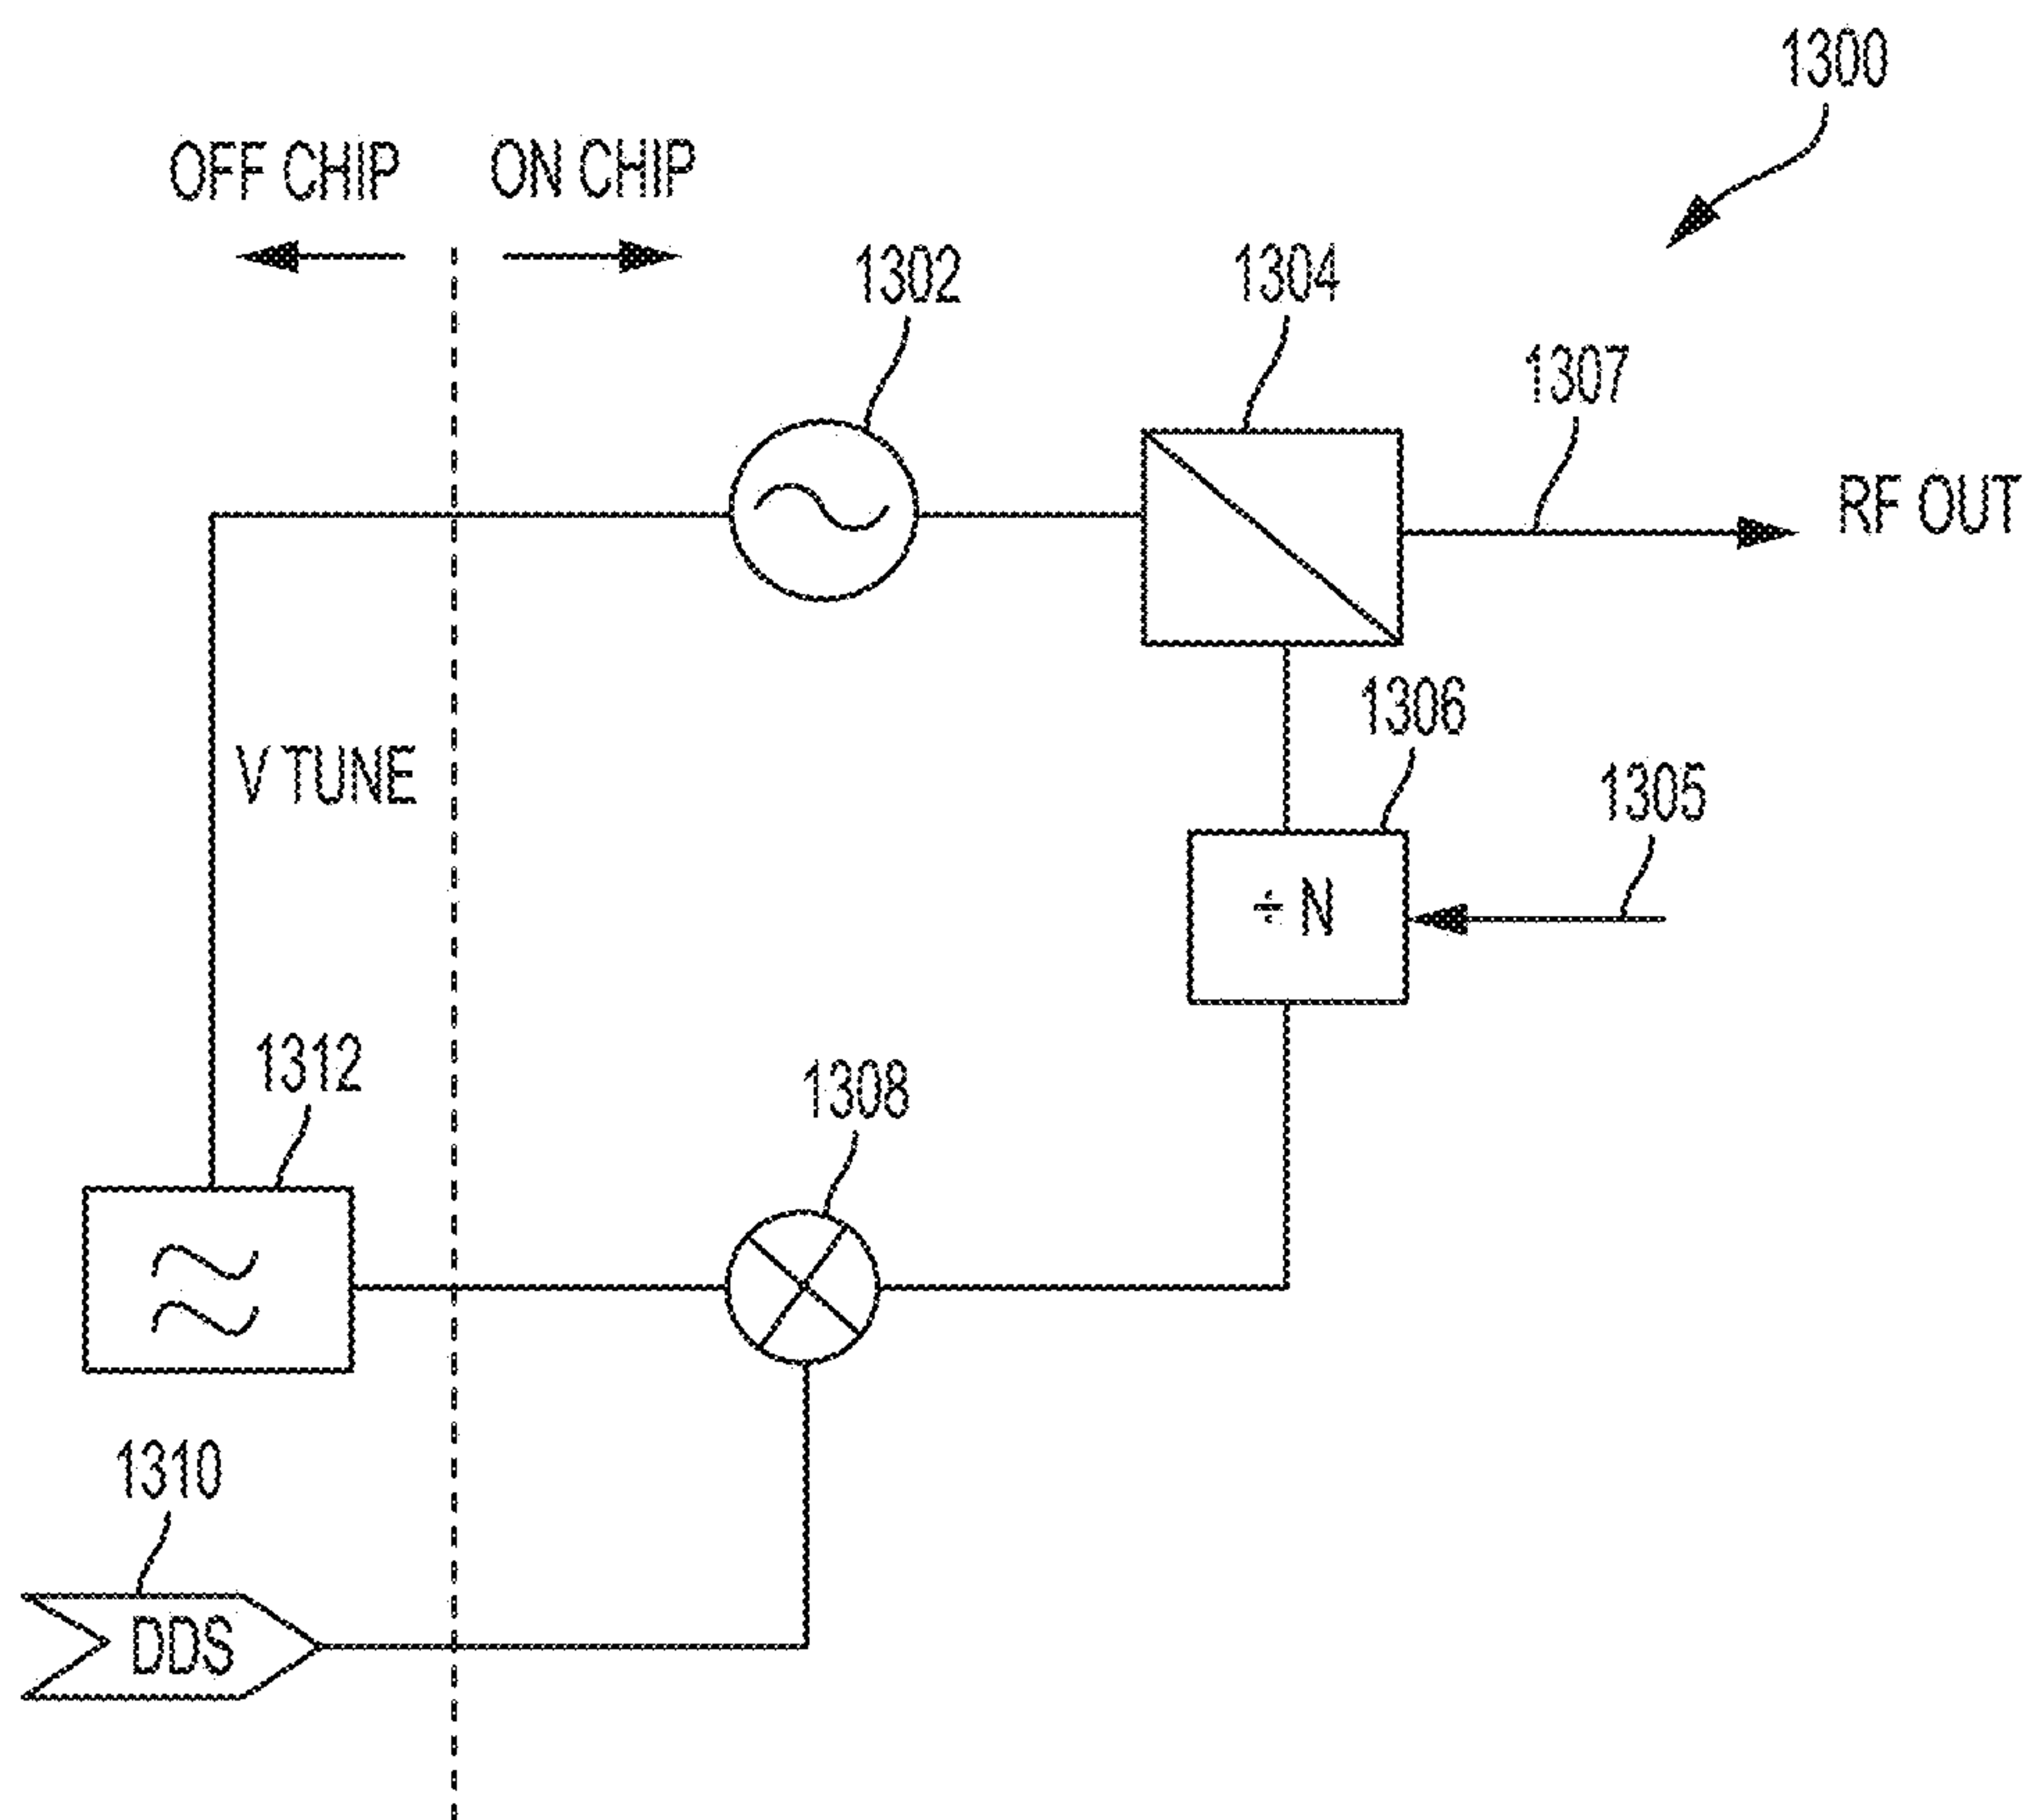 1300
OFF CHIP
ON CHIP
1302
1304
1307
RF OUT
1306
V TUNE
1305
÷ N
1312
1308
1310
DDS